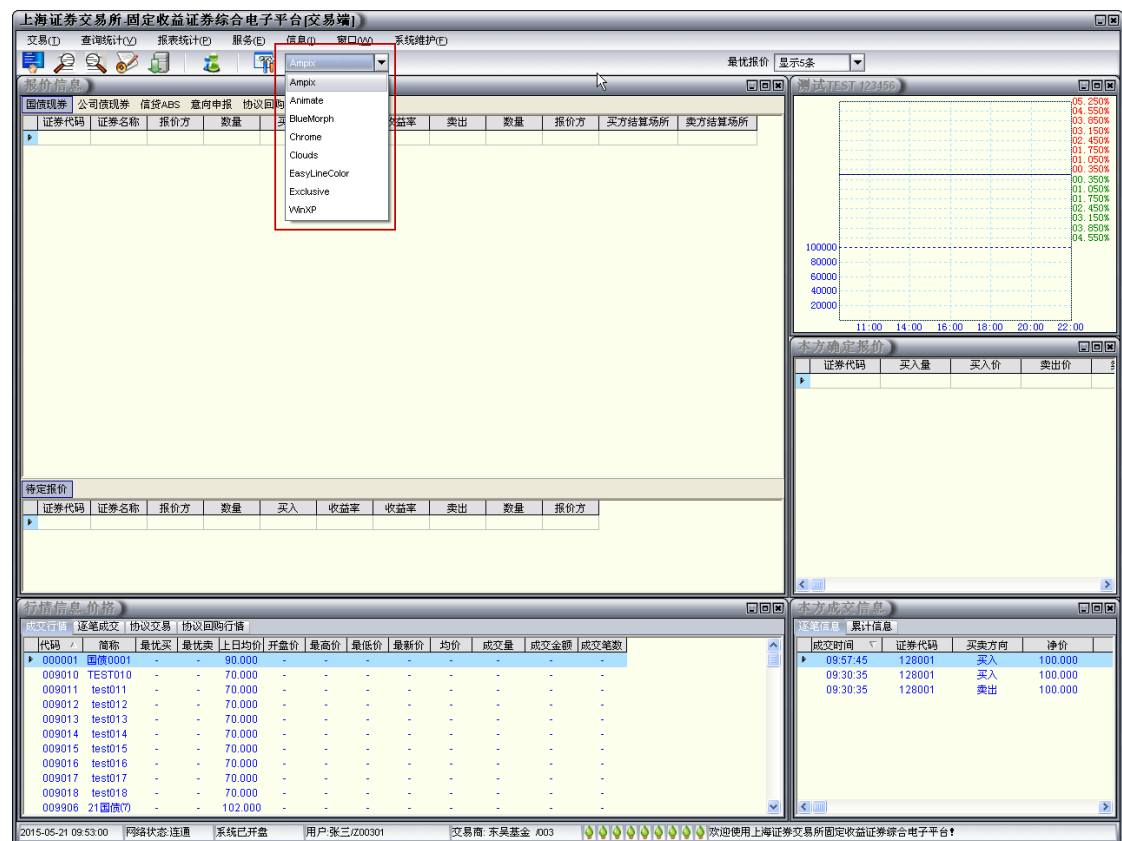 上海证券交易所-固定收益证券综合电子平台[交易端]
交易(T) 查询统计(V) 报表统计(P) 服务(E) 信息(I) 窗口(W) 系统维护(F)
Ampix 最优报价 显示5条
报价信息
国债现券 公司债现券 信贷ABS 意向申报 协议回购
证券代码 证券名称 报价方 数量 收益率 卖出 数量 报价方 买方结算场所 卖方结算场所
Ampix
Animate
BlueMorph
Chrome
Clouds
EasyLineColor
Exclusive
WinXP
待定报价
证券代码 证券名称 报价方 数量 买入 收益率 收益率 卖出 数量 报价方
测试TEST 123456
05.250%
04.550%
03.850%
03.150%
02.450%
01.750%
01.050%
00.350%
00.350%
01.050%
01.750%
02.450%
03.150%
03.850%
04.550%
100000
80000
60000
40000
20000
11:00 14:00 16:00 18:00 20:00 22:00
本方确定报价
证券代码 买入量 买入价 卖出价
行情信息-价格
成交行情 逐笔成交 协议交易 协议回购行情
代码 简称 最优买 最优卖 上日均价 开盘价 最高价 最低价 最新价 均价 成交量 成交金额 成交笔数
000001 国债0001 - - 90.000 - - - - - - - -
009010 TEST010 - - 70.000 - - - - - - - -
009011 test011 - - 70.000 - - - - - - - -
009012 test012 - - 70.000 - - - - - - - -
009013 test013 - - 70.000 - - - - - - - -
009014 test014 - - 70.000 - - - - - - - -
009015 test015 - - 70.000 - - - - - - - -
009016 test016 - - 70.000 - - - - - - - -
009017 test017 - - 70.000 - - - - - - - -
009018 test018 - - 70.000 - - - - - - - -
009906 21国债(7) - - 102.000 - - - - - - - -
本方成交信息
逐笔信息 累计信息
成交时间 证券代码 买卖方向 净价
09:57:45 128001 买入 100.000
09:30:35 128001 买入 100.000
09:30:35 128001 卖出 100.000
2015-05-21 09:53:00 网络状态:连通 系统已开盘 用户:张三/Z00301 交易商: 东吴基金 /003 欢迎使用上海证券交易所固定收益证券综合电子平台!